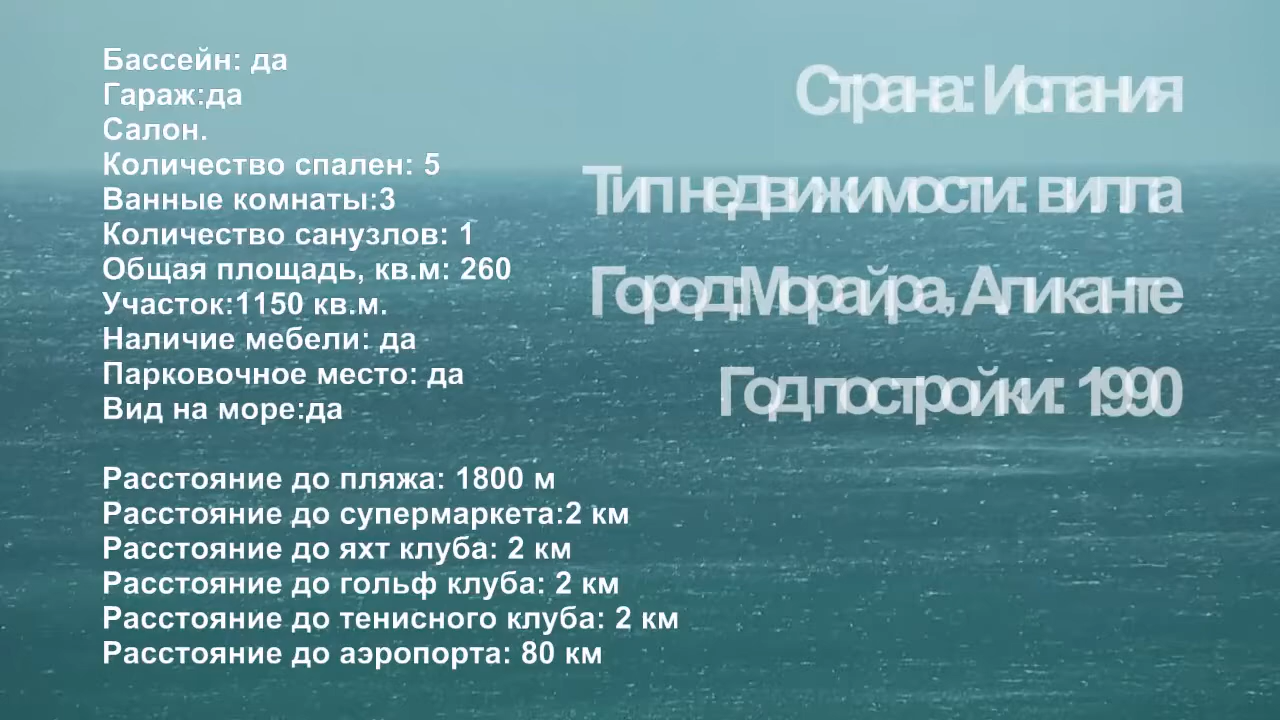 Бассейн: да
Гараж:да
Салон.
Количество спален: 5
Ванные комнаты:3
Количество санузлов: 1
Общая площадь, кв.м: 260
Участок:1150 кв.м.
Наличие мебели: да
Парковочное место: да
Вид на море:да
Расстояние до пляжа: 1800 м
Расстояние до супермаркета:2 км
Расстояние до яхт клуба: 2 км
Расстояние до гольф клуба: 2 км
Расстояние до тенисного клуба: 2 км
Расстояние до аэропорта: 80 км
Страна: Испания
Тип недвижимости: вилла
Город:Морайра, Аликанте
Год постройки: 1990